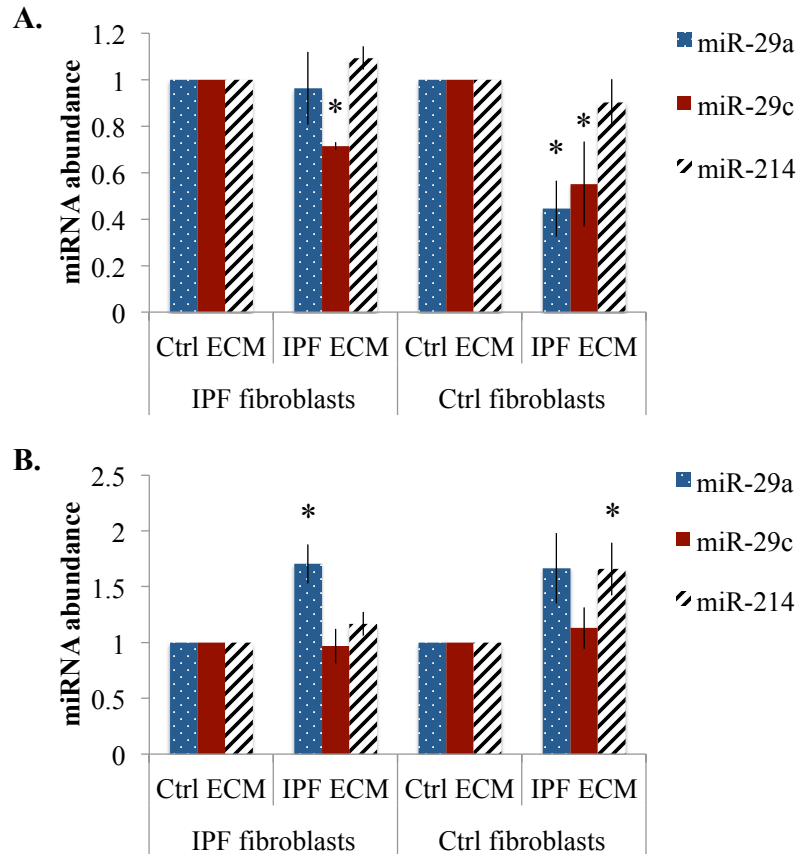 A.
miRNA abundance
1.2
1
0.8
0.6
0.4
0.2
0
*
* *
Ctrl ECM IPF ECM Ctrl ECM IPF ECM
IPF fibroblasts Ctrl fibroblasts
miR-29a
miR-29c
miR-214
B.
miRNA abundance
2.5
2
1.5
1
0.5
0
* *
Ctrl ECM IPF ECM Ctrl ECM IPF ECM
IPF fibroblasts Ctrl fibroblasts
miR-29a
miR-29c
miR-214